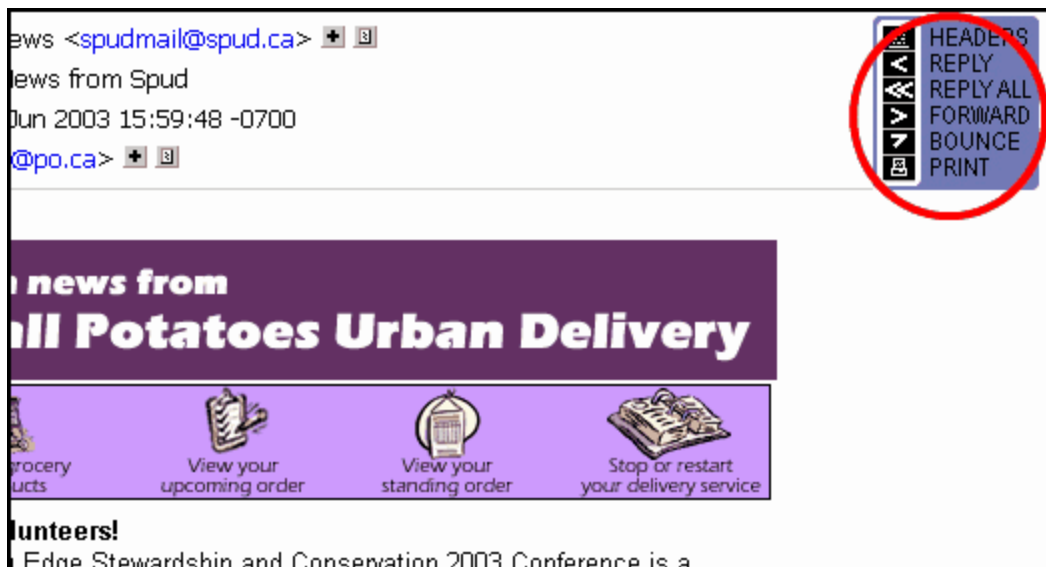 ews <spudmail@spud.ca>
lews from Spud
Jun 2003 15:59:48 -0700
@po.ca>
HEADERS
REPLY
REPLY ALL
FORWARD
BOUNCE
PRINT
news from
all Potatoes Urban Delivery
rocery
ucts
View your
upcoming order
View your
standing order
Stop or restart
your delivery service
lunteers!
Edge Stewardship and Conservation 2003 Conference is a